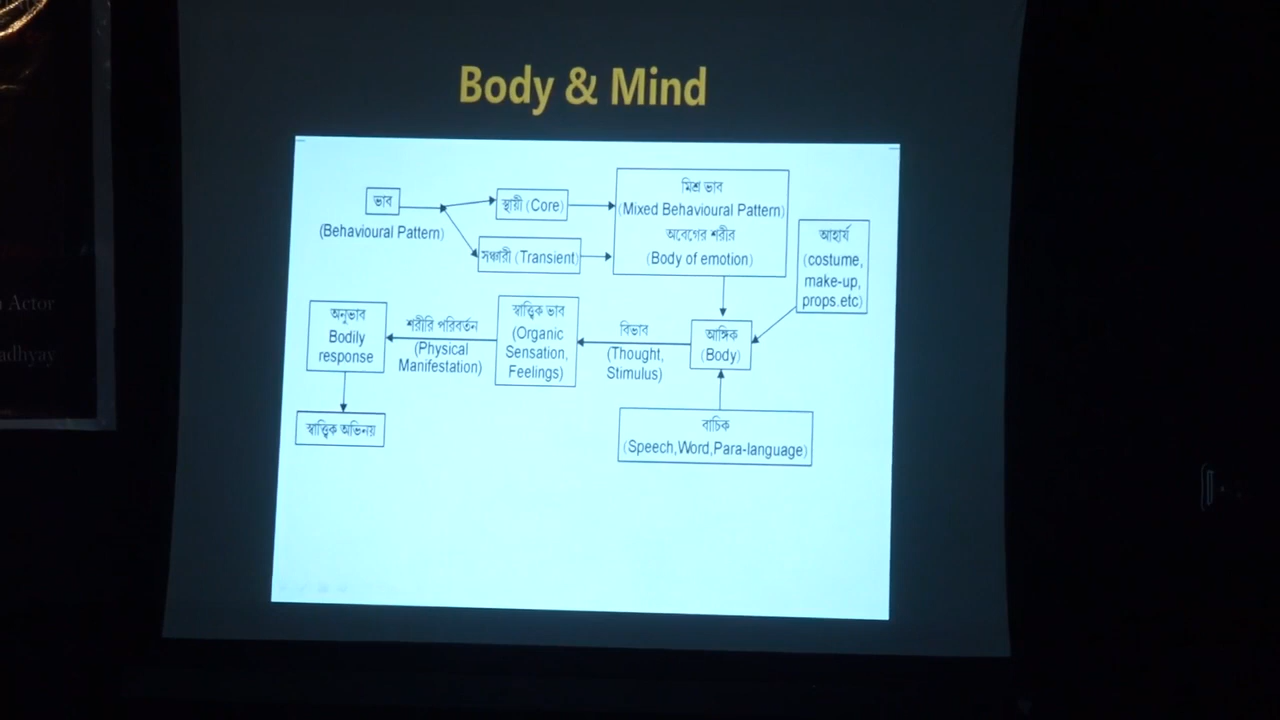 Body & Mind
ভাব
(Behavioural Pattern)
স্থায়ী (Core)
সঞ্চারী (Transient)
মিশ্র ভাব
(Mixed Behavioural Pattern)
অবেগের শরীর
(Body of emotion)
আহার্য
(costume,
make-up,
props.etc)
আঙ্গিক
(Body)
বাচিক
(Speech,Word,Para-language)
বিভাব
(Thought,
Stimulus)
স্বাত্ত্বিক ভাব
(Organic
Sensation,
Feelings)
শরীরি পরিবর্তন
(Physical
Manifestation)
অনুভাব
Bodily
response
স্বাত্ত্বিক অভিনয়
Actor
adhyay